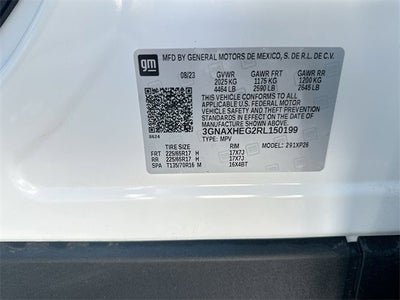 gm
MFD BY GENERAL MOTORS DE MEXICO, S. DE R.L. DE C.V.
08/23 GVWR GAWR FRT GAWR RR
2025 KG 1175 KG 1200 KG
4464 LB 2590 LB 2645 LB
THIS VEHICLE CONFORMS TO ALL
APPLICABLE U.S. FEDERAL MOTOR
VEHICLE SAFETY AND THEFT PREVENTION
STANDARDS IN EFFECT ON THE DATE OF
MANUFACTURE SHOWN ABOVE.
3GNAXHEG2RL150199
S624 TYPE: MPV MODEL: 291XP26
TIRE SIZE RIM
FRT 225/65R17 H 17X7J
RR 225/65R17 H 17X7J
SPA T135/70R16 M 16X4BT